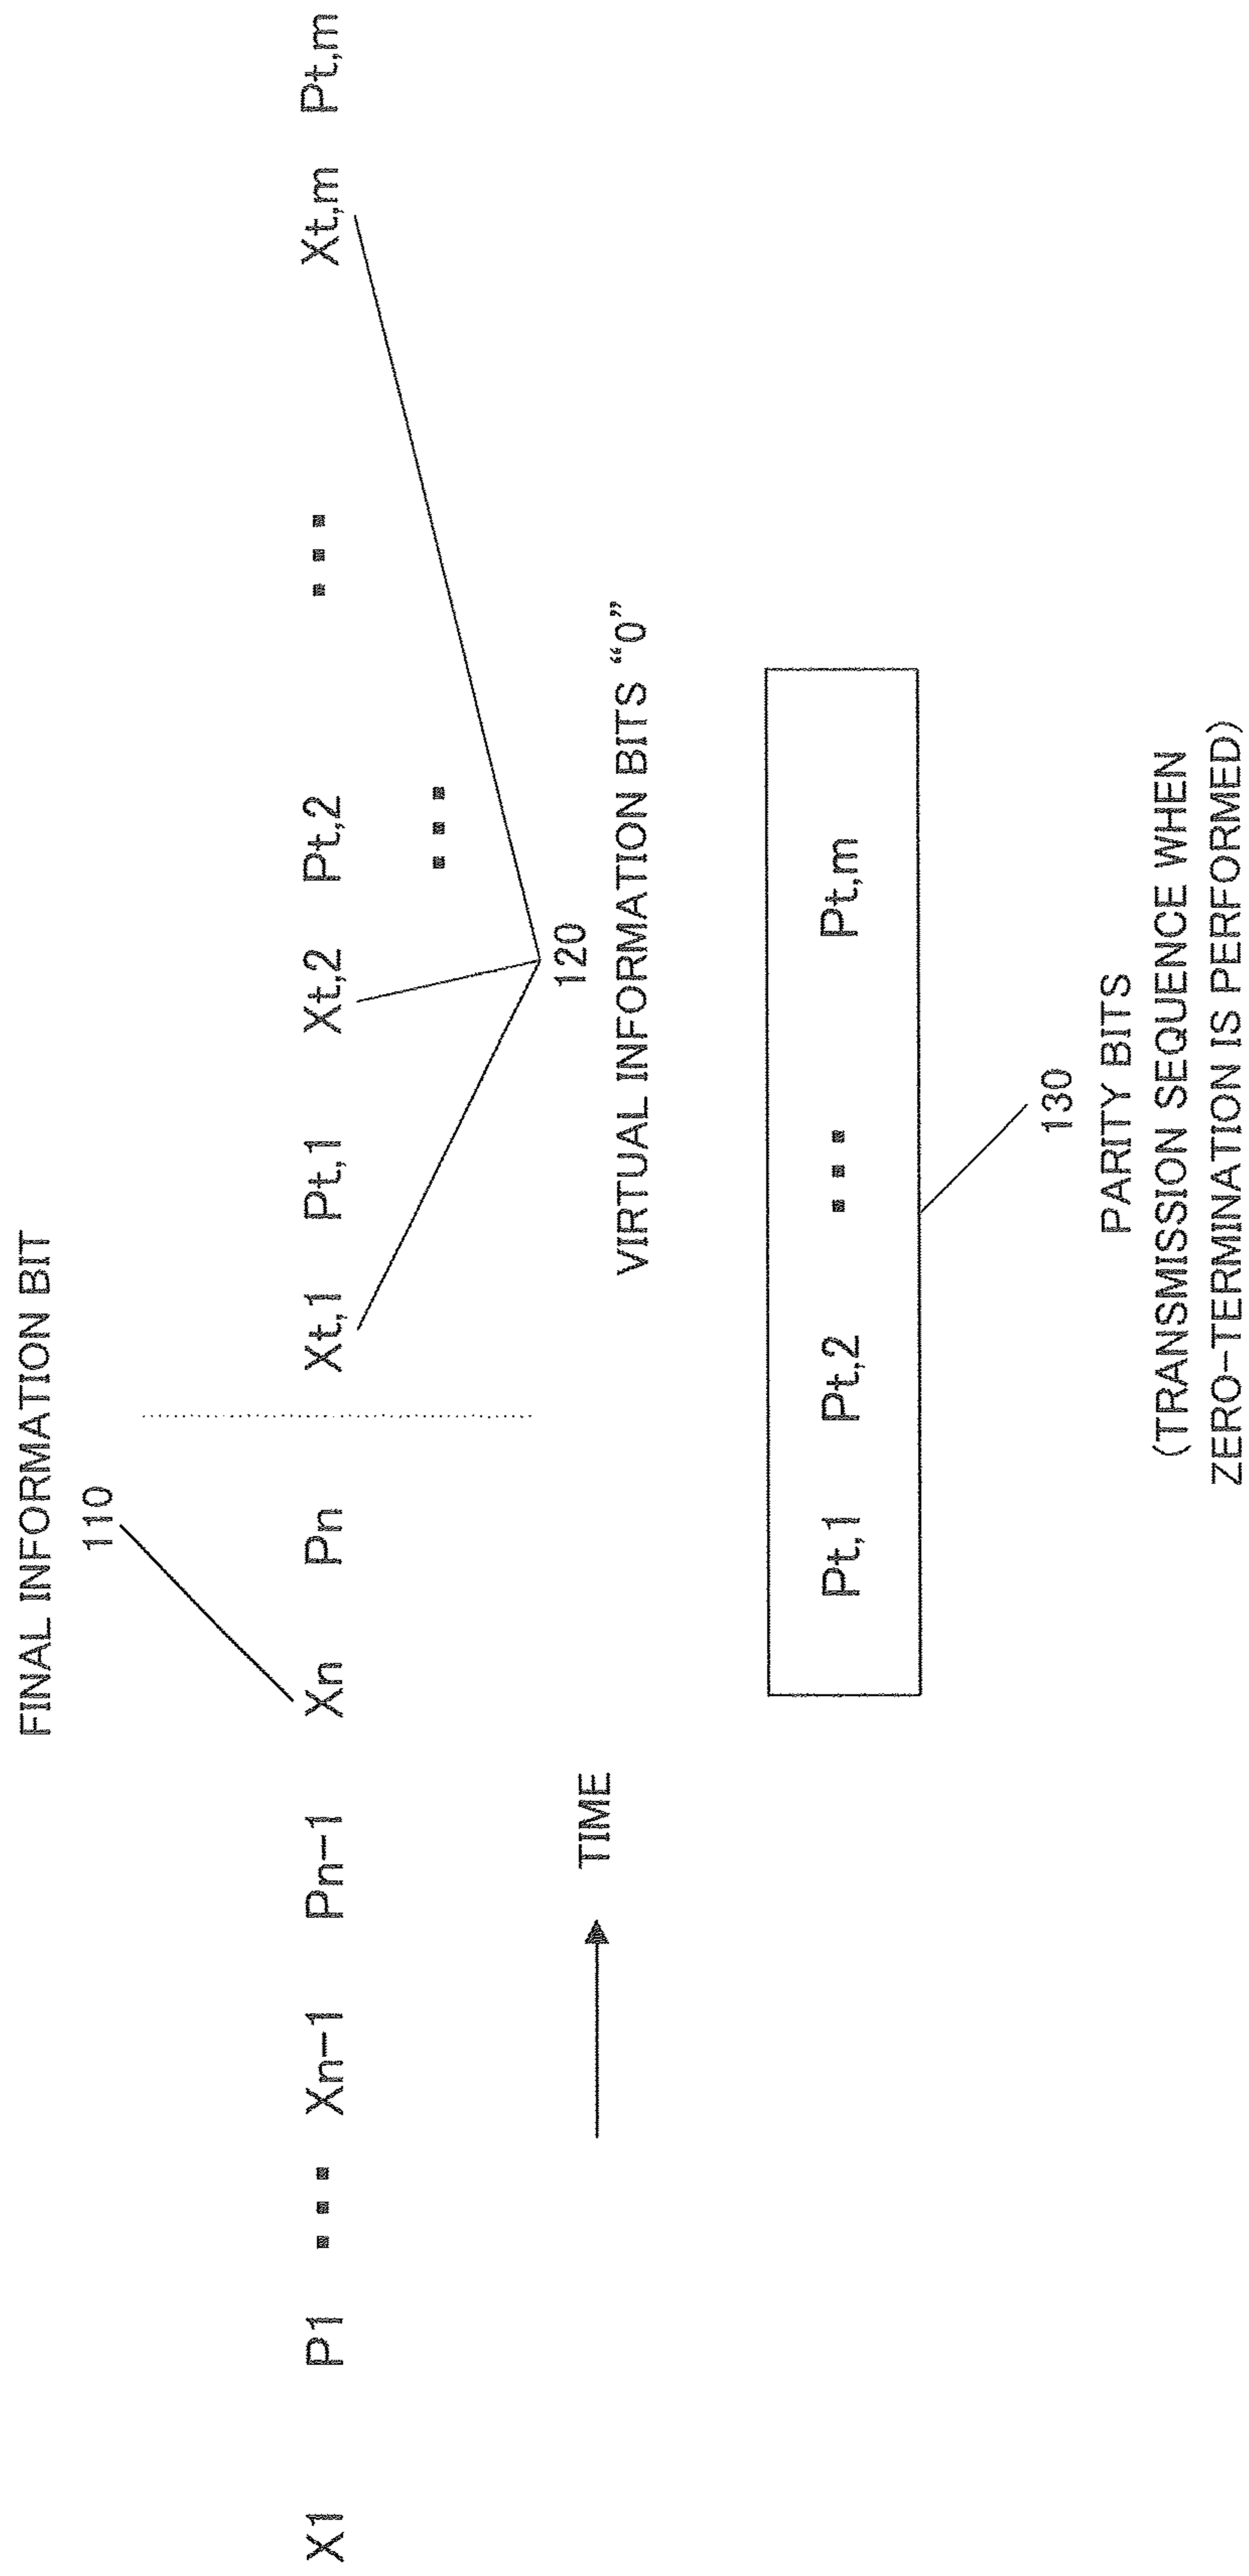 FINAL INFORMATION BIT
110
X1 P1 ... Xn-1 Pn-1 Xn Pn Xt,1 Pt,1 Xt,2 Pt,2 ... Xt,m Pt,m
...
120
TIME
VIRTUAL INFORMATION BITS “0”
Pt,1 Pt,2 ... Pt,m
130
PARITY BITS
(TRANSMISSION SEQUENCE WHEN
ZERO-TERMINATION IS PERFORMED)